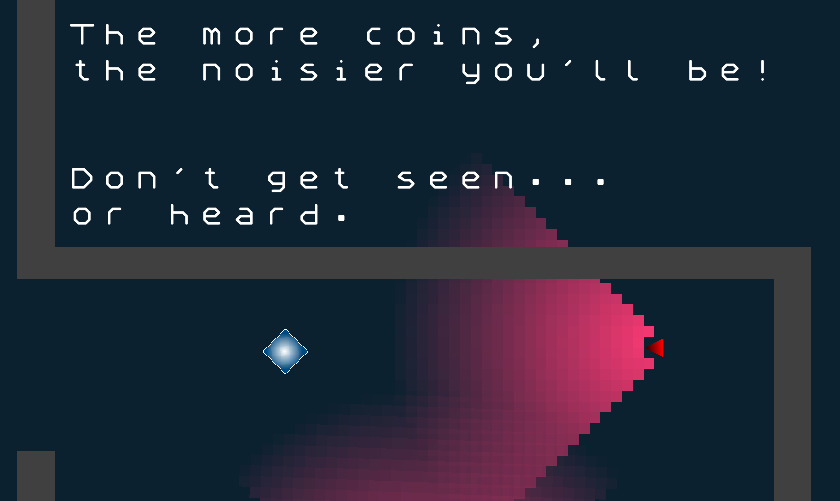 The more coins,
the noisier you'll be!
Don't get seen...
or heard.